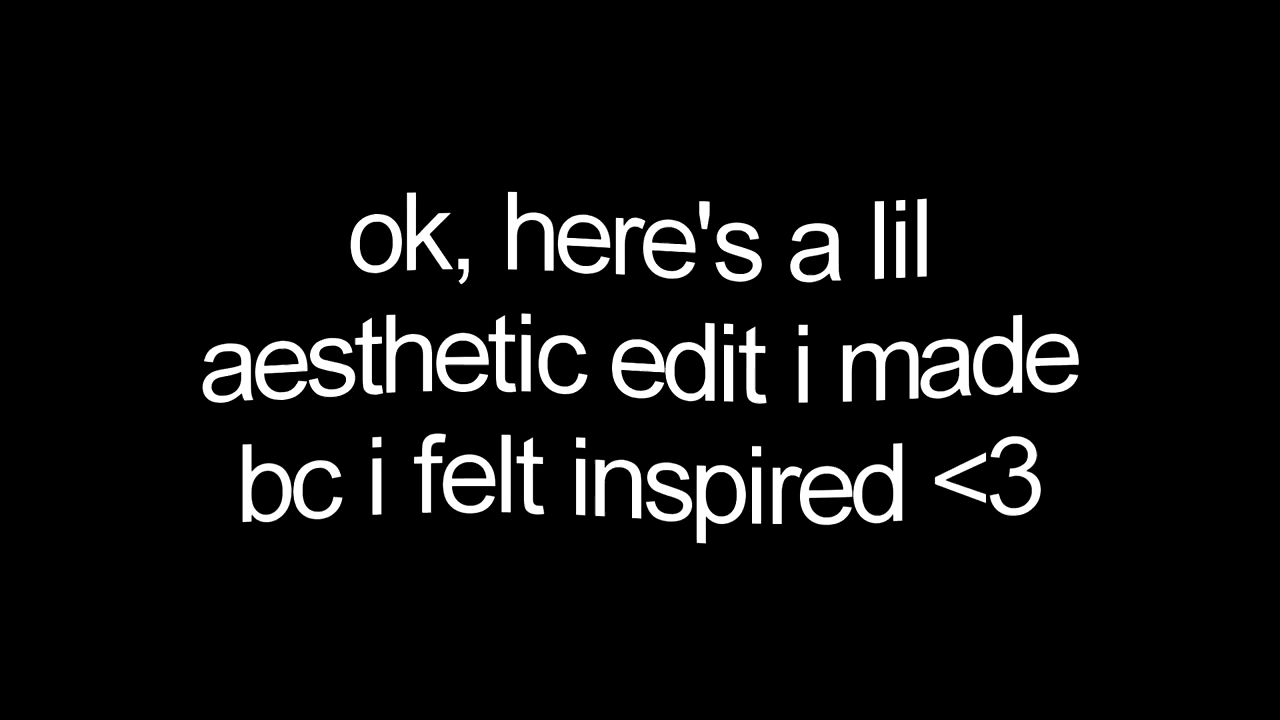 ok, here's a lil
aesthetic edit i made
bc i felt inspired <3